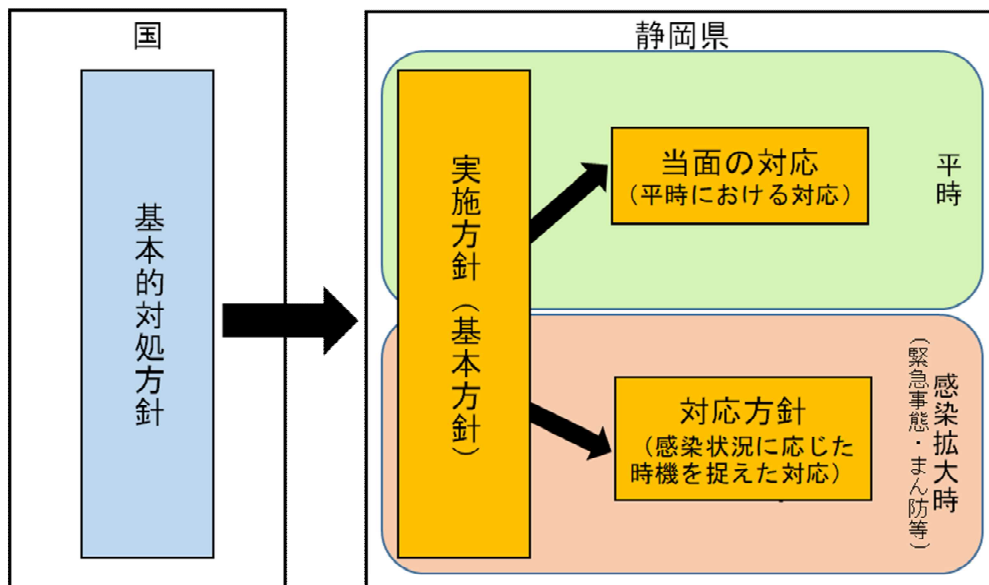 国
基本的対処方針
静岡県
実施方針（基本方針）
当面の対応
（平時における対応）
平時
対応方針
（感染状況に応じた
時機を捉えた対応）
感染拡大時
（緊急事態・まん防等）